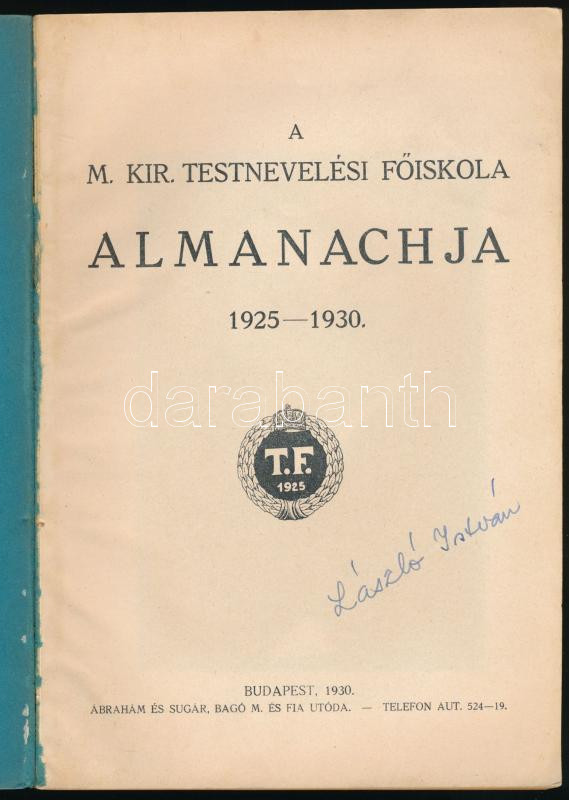 A
M. KIR. TESTNEVELÉSI FŐISKOLA
ALMANACHJA
1925—1930.
darabanth
T.F.
1925
László István
BUDAPEST, 1930.
ÁBRAHÁM ÉS SUGÁR, BAGÓ M. ÉS FIA UTÓDA. — TELEFON AUT. 524—19.